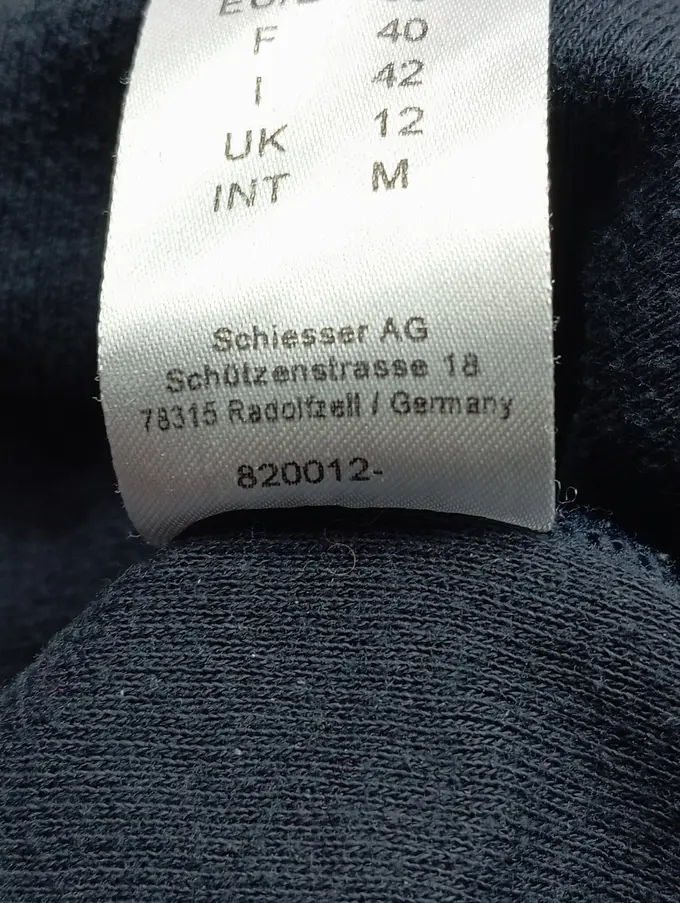 F 40
I 42
UK 12
INT M
Schiesser AG
Schützenstrasse 18
78315 Radolfzell / Germany
820012-